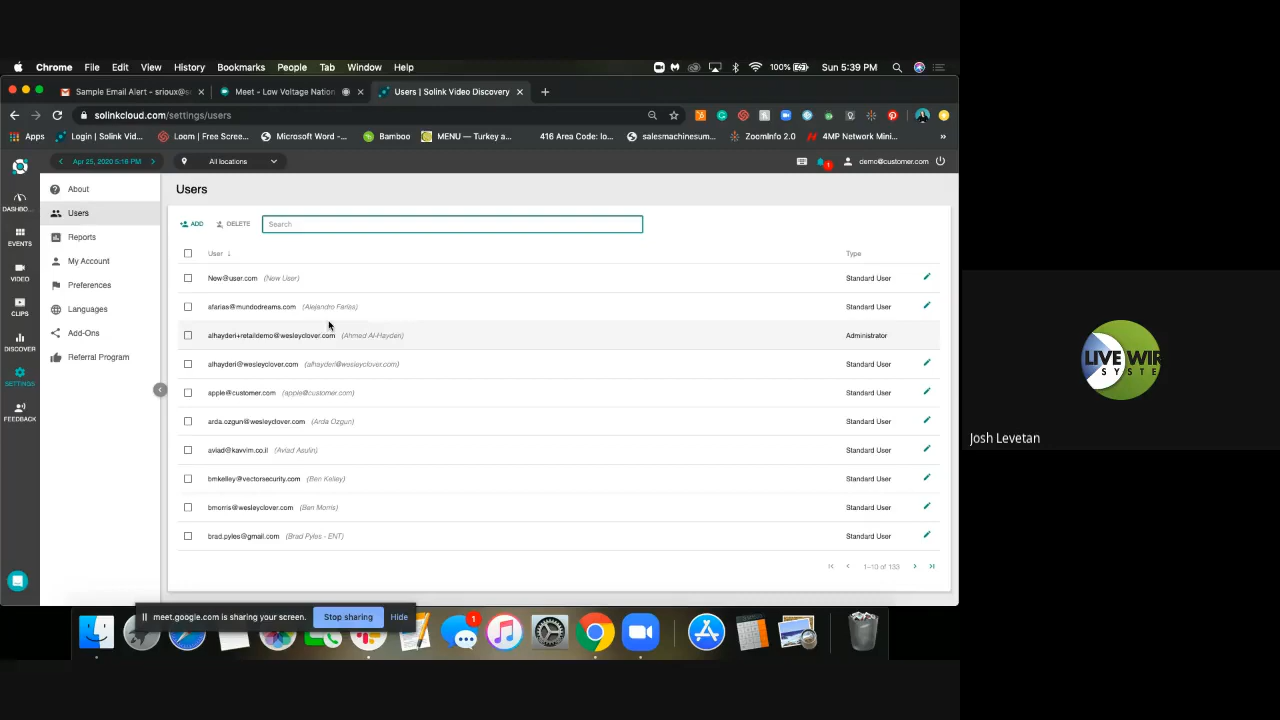 Chrome File Edit View History Bookmarks People Tab Window Help 100% Sun 5:39 PM
Sample Email Alert - srioux@s Meet - Low Voltage Nation Users | Solink Video Discovery
solinkcloud.com/settings/users
Apps Login | Solink Vid... Loom | Free Scree... Microsoft Word -... Bamboo MENU — Turkey a... 416 Area Code: lo... salesmachinesum... ZoomInfo 2.0 4MP Network Mini... »
Apr 25, 2020 5:16 PM All locations 1 demo@customer.com
DASHBO...
EVENTS
VIDEO
CLIPS
DISCOVER
SETTINGS
FEEDBACK
About
Users
Reports
My Account
Preferences
Languages
Add-Ons
Referral Program
Users
ADD DELETE Search
User ↓ Type
New@user.com (New User) Standard User
afarias@mundodreams.com (Alejandro Farias) Standard User
alhayderi+retaildemo@wesleyclover.com (Ahmed Al-Hayderi) Administrator
alhayderi@wesleyclover.com (alhayderi@wesleyclover.com) Standard User
apple@customer.com (apple@customer.com) Standard User
arda.ozgun@wesleyclover.com (Arda Ozgun) Standard User
aviad@kavvim.co.il (Aviad Asulin) Standard User
bmkelley@vectorsecurity.com (Ben Kelley) Standard User
bmorris@wesleyclover.com (Ben Morris) Standard User
brad.pyles@gmail.com (Brad Pyles - ENT) Standard User
1-10 of 133
meet.google.com is sharing your screen. Stop sharing Hide
1
LIVE WIR
SYSTE
Josh Levetan